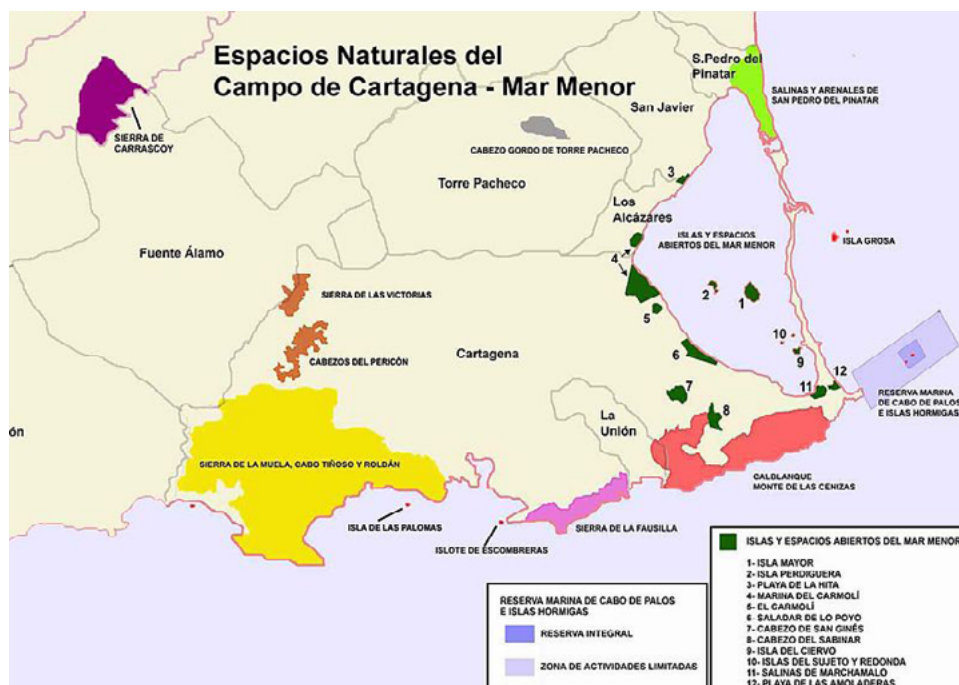 Espacios Naturales del
Campo de Cartagena - Mar Menor
S.Pedro del
Pinatar
SALINAS Y ARENALES DE
SAN PEDRO DEL PINATAR
San Javier
SIERRA DE
CARRASCOY
CABEZO GORDO DE TORRE PACHECO
3
Torre Pacheco
Los
Alcázares
ISLAS Y ESPACIOS
ABIERTOS DEL MAR MENOR
ISLA GROSA
Fuente Álamo
4
2
1
SIERRA DE LAS VICTORIAS
5
10
Cartagena
6
9
CABEZOS DEL PERICÓN
12
11
7
RESERVA MARINA
DE CABO DE PALOS
E ISLAS HORMIGAS
8
La
Unión
ón
SIERRA DE LA MUELA, CABO TIÑOSO Y ROLDÁN
CALBLANQUE
MONTE DE LAS CENIZAS
ISLA DE LAS PALOMAS
SIERRA DE LA FAUSILLA
ISLOTE DE ESCOMBRERAS
ISLAS Y ESPACIOS ABIERTOS DEL MAR MENOR
1- ISLA MAYOR
2- ISLA PERDIGUERA
3- PLAYA DE LA HITA
4- MARINA DEL CARMOLÍ
5- EL CARMOLÍ
6- SALADAR DE LO POYO
7- CABEZO DE SAN GINÉS
8- CABEZO DEL SABINAR
9- ISLA DEL CIERVO
10- ISLAS DEL SUJETO Y REDONDA
11- SALINAS DE MARCHAMALO
12- PLAYA DE LAS AMOLADERAS
RESERVA MARINA DE CABO DE PALOS
E ISLAS HORMIGAS
RESERVA INTEGRAL
ZONA DE ACTIVIDADES LIMITADAS